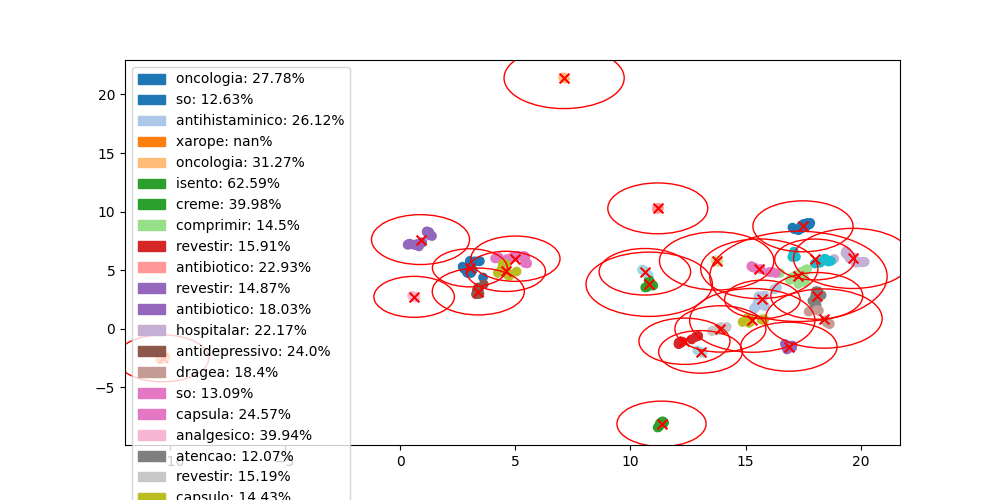 20
15
10
5
0
−5
oncologia: 27.78%
so: 12.63%
antihistaminico: 26.12%
xarope: nan%
oncologia: 31.27%
isento: 62.59%
creme: 39.98%
comprimir: 14.5%
revestir: 15.91%
antibiotico: 22.93%
revestir: 14.87%
antibiotico: 18.03%
hospitalar: 22.17%
antidepressivo: 24.0%
dragea: 18.4%
so: 13.09%
capsula: 24.57%
analgesico: 39.94%
atencao: 12.07%
revestir: 15.19%
capsulo: 14.43%
−10 −5 0 5 10 15 20